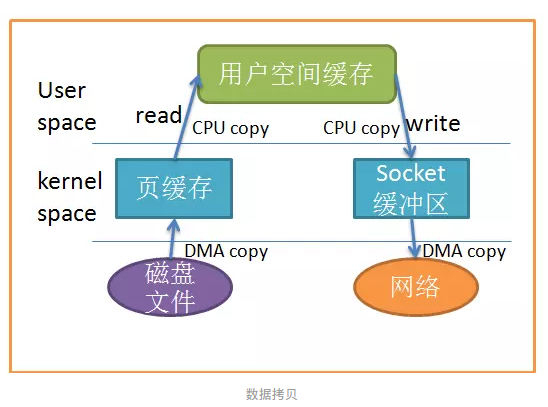 用户空间缓存
User
space
read
CPU copy
CPU copy
write
kernel
space
页缓存
Socket
缓冲区
DMA copy
DMA copy
磁盘
文件
网络
数据拷贝